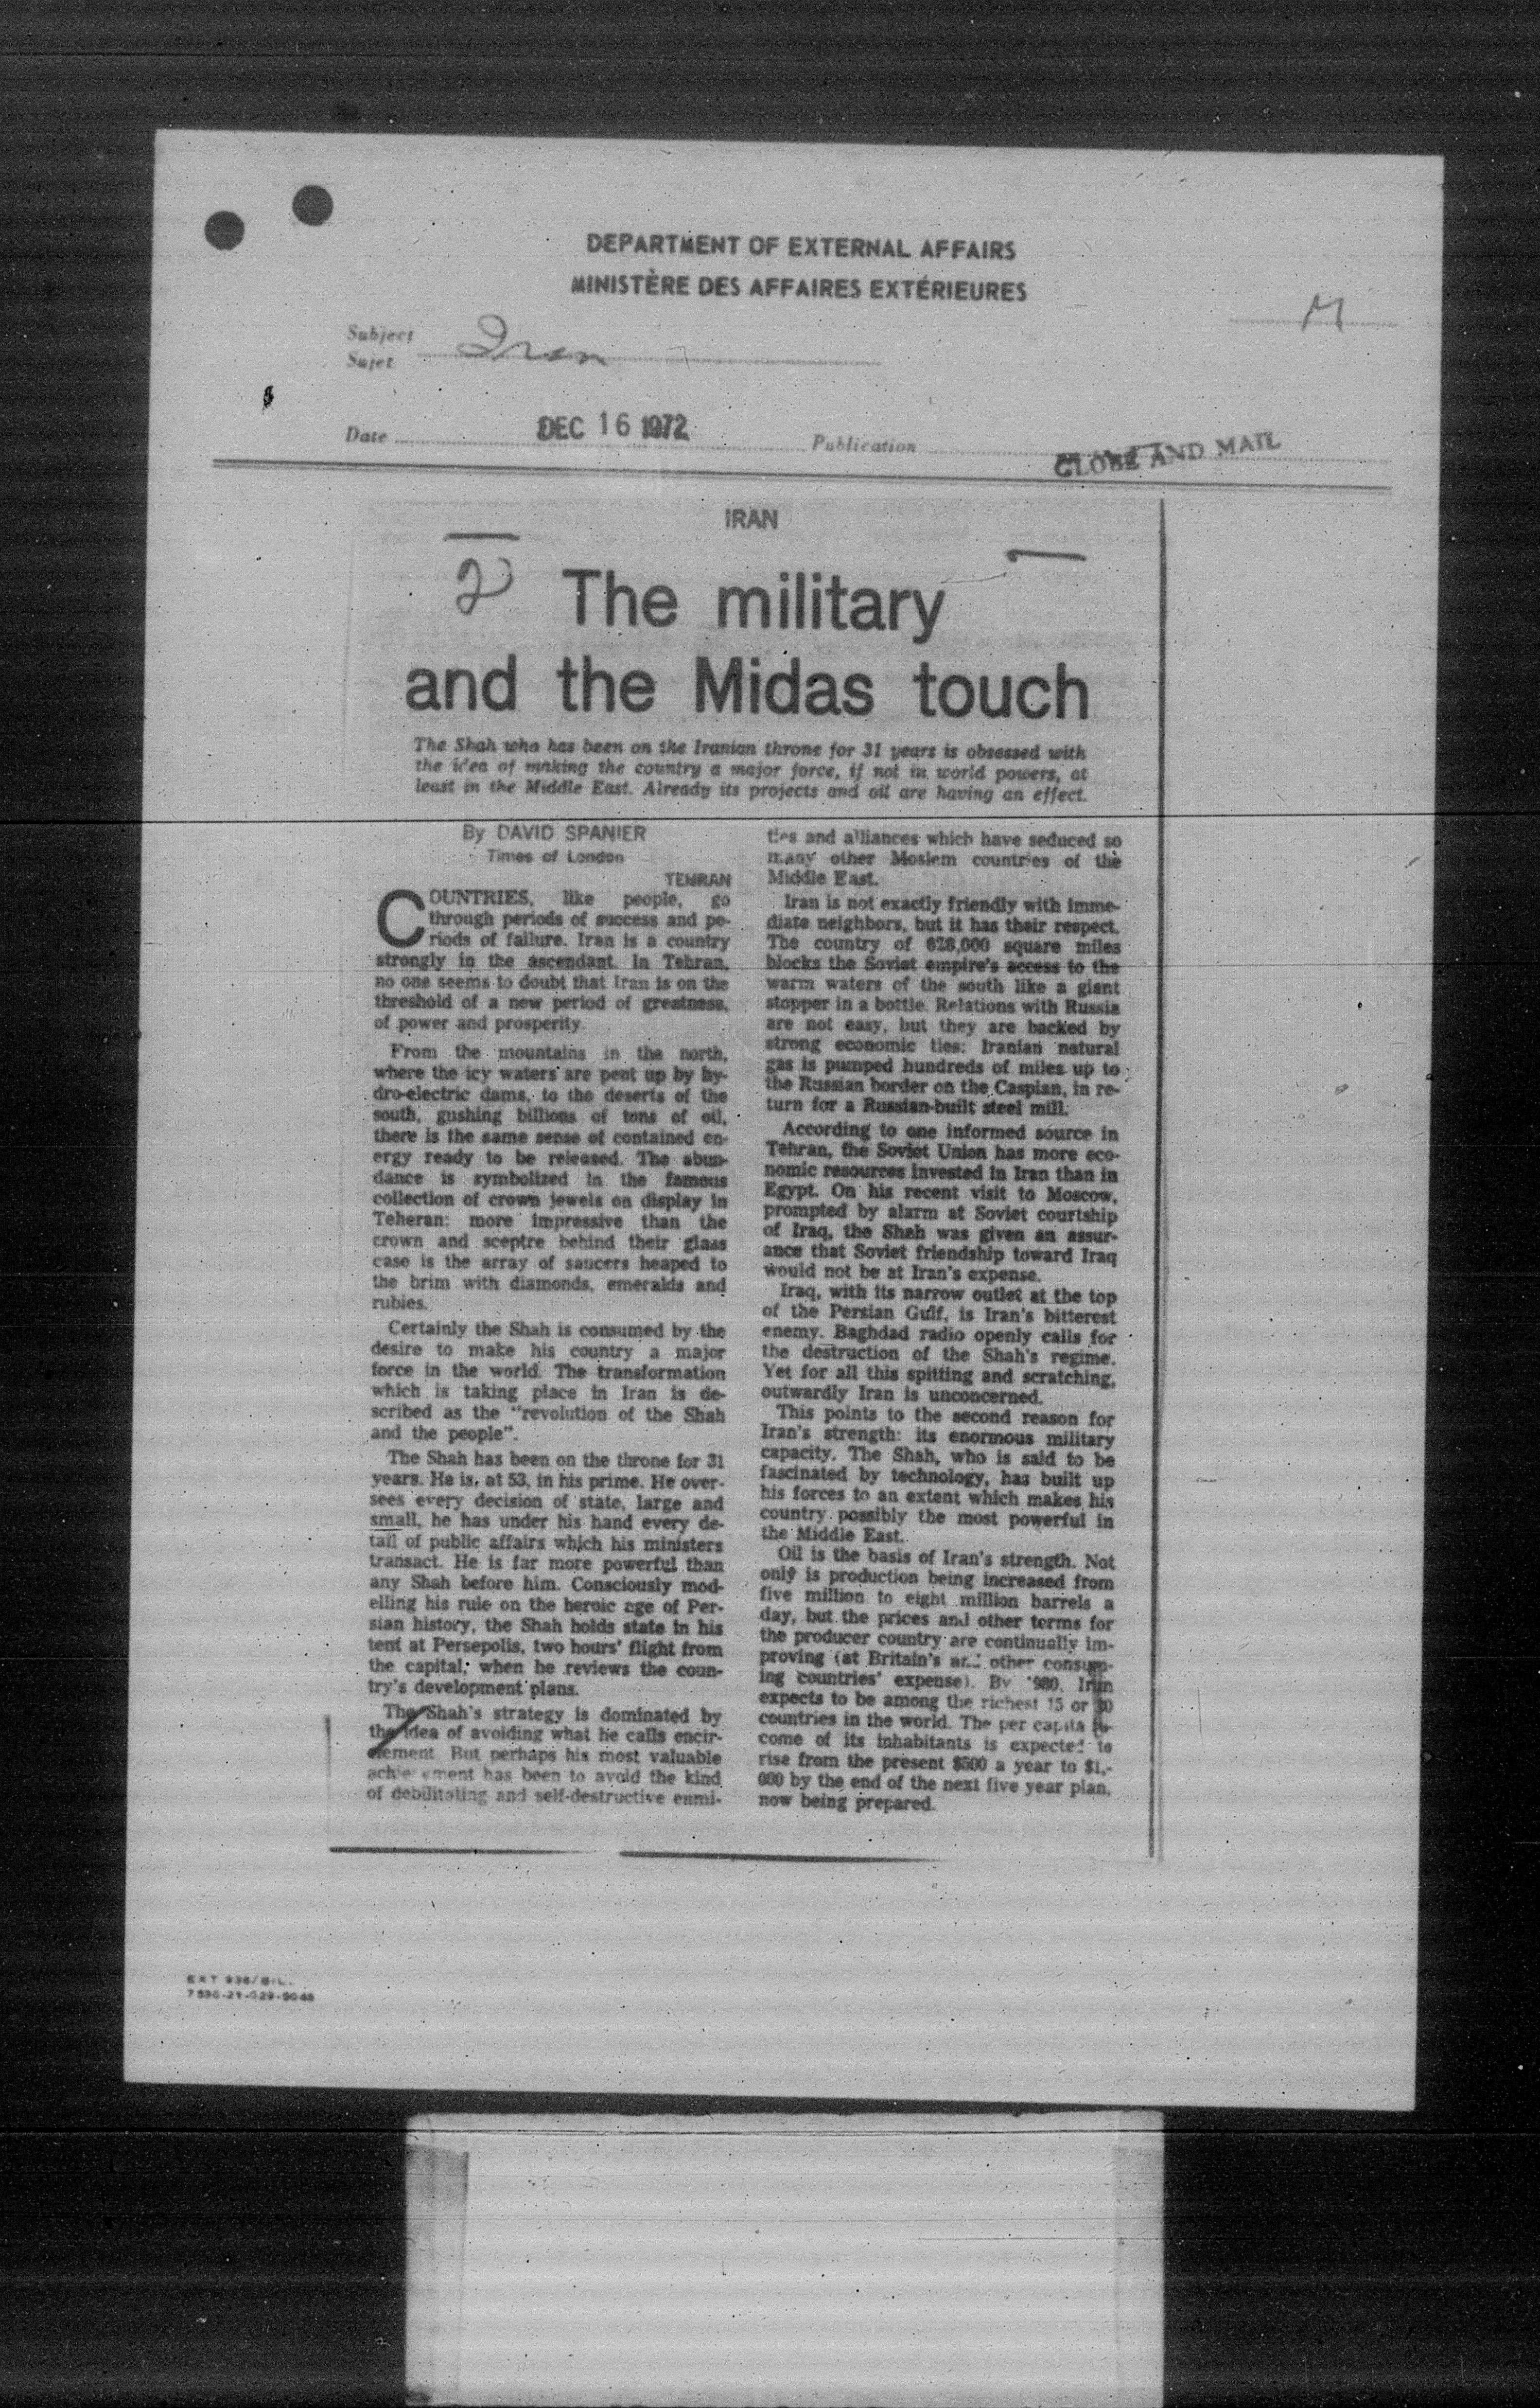 DEPARTMENT OF EXTERNAL AFFAIRS
MINISTÈRE DES AFFAIRES EXTÉRIEURES
M
Subject
Sujet
Iran
Date DEC 16 1972 Publication GLOBE AND MAIL
IRAN
2 The military
and the Midas touch
The Shah who has been on the Iranian throne for 31 years is obsessed with
the idea of making the country a major force, if not in world powers, at
least in the Middle East. Already its projects and oil are having an effect.
By DAVID SPANIER
Times of London
TEHRAN
COUNTRIES, like people, go
through periods of success and pe-
riods of failure. Iran is a country
strongly in the ascendant. In Tehran,
no one seems to doubt that Iran is on the
threshold of a new period of greatness,
of power and prosperity.
From the mountains in the north,
where the icy waters are pent up by hy-
dro-electric dams, to the deserts of the
south, gushing billions of tons of oil,
there is the same sense of contained en-
ergy ready to be released. The abun-
dance is symbolized in the famous
collection of crown jewels on display in
Teheran: more impressive than the
crown and sceptre behind their glass
case is the array of saucers heaped to
the brim with diamonds, emeralds and
rubies.
Certainly the Shah is consumed by the
desire to make his country a major
force in the world. The transformation
which is taking place in Iran is de-
scribed as the "revolution of the Shah
and the people".
The Shah has been on the throne for 31
years. He is, at 53, in his prime. He over-
sees every decision of state, large and
small, he has under his hand every de-
tail of public affairs which his ministers
transact. He is far more powerful than
any Shah before him. Consciously mod-
elling his rule on the heroic age of Per-
sian history, the Shah holds state in his
tent at Persepolis, two hours' flight from
the capital, when he reviews the coun-
try's development plans.
The Shah's strategy is dominated by
the idea of avoiding what he calls encir-
clement. But perhaps his most valuable
achievement has been to avoid the kind
of debilitating and self-destructive enmi-
ties and alliances which have seduced so
many other Moslem countries of the
Middle East.
Iran is not exactly friendly with imme-
diate neighbors, but it has their respect.
The country of 628,000 square miles
blocks the Soviet empire's access to the
warm waters of the south like a giant
stopper in a bottle. Relations with Russia
are not easy, but they are backed by
strong economic ties: Iranian natural
gas is pumped hundreds of miles up to
the Russian border on the Caspian, in re-
turn for a Russian-built steel mill.
According to one informed source in
Tehran, the Soviet Union has more eco-
nomic resources invested in Iran than in
Egypt. On his recent visit to Moscow,
prompted by alarm at Soviet courtship
of Iraq, the Shah was given an assur-
ance that Soviet friendship toward Iraq
would not be at Iran's expense.
Iraq, with its narrow outlet at the top
of the Persian Gulf, is Iran's bitterest
enemy. Baghdad radio openly calls for
the destruction of the Shah's regime.
Yet for all this spitting and scratching,
outwardly Iran is unconcerned.
This points to the second reason for
Iran's strength: its enormous military
capacity. The Shah, who is said to be
fascinated by technology, has built up
his forces to an extent which makes his
country possibly the most powerful in
the Middle East.
Oil is the basis of Iran's strength. Not
only is production being increased from
five million to eight million barrels a
day, but the prices and other terms for
the producer country are continually im-
proving (at Britain's and other consum-
ing countries' expense). By 1980, Iran
expects to be among the richest 15 or
countries in the world. The per capita in-
come of its inhabitants is expected to
rise from the present $500 a year to $1,-
000 by the end of the next five year plan,
now being prepared.